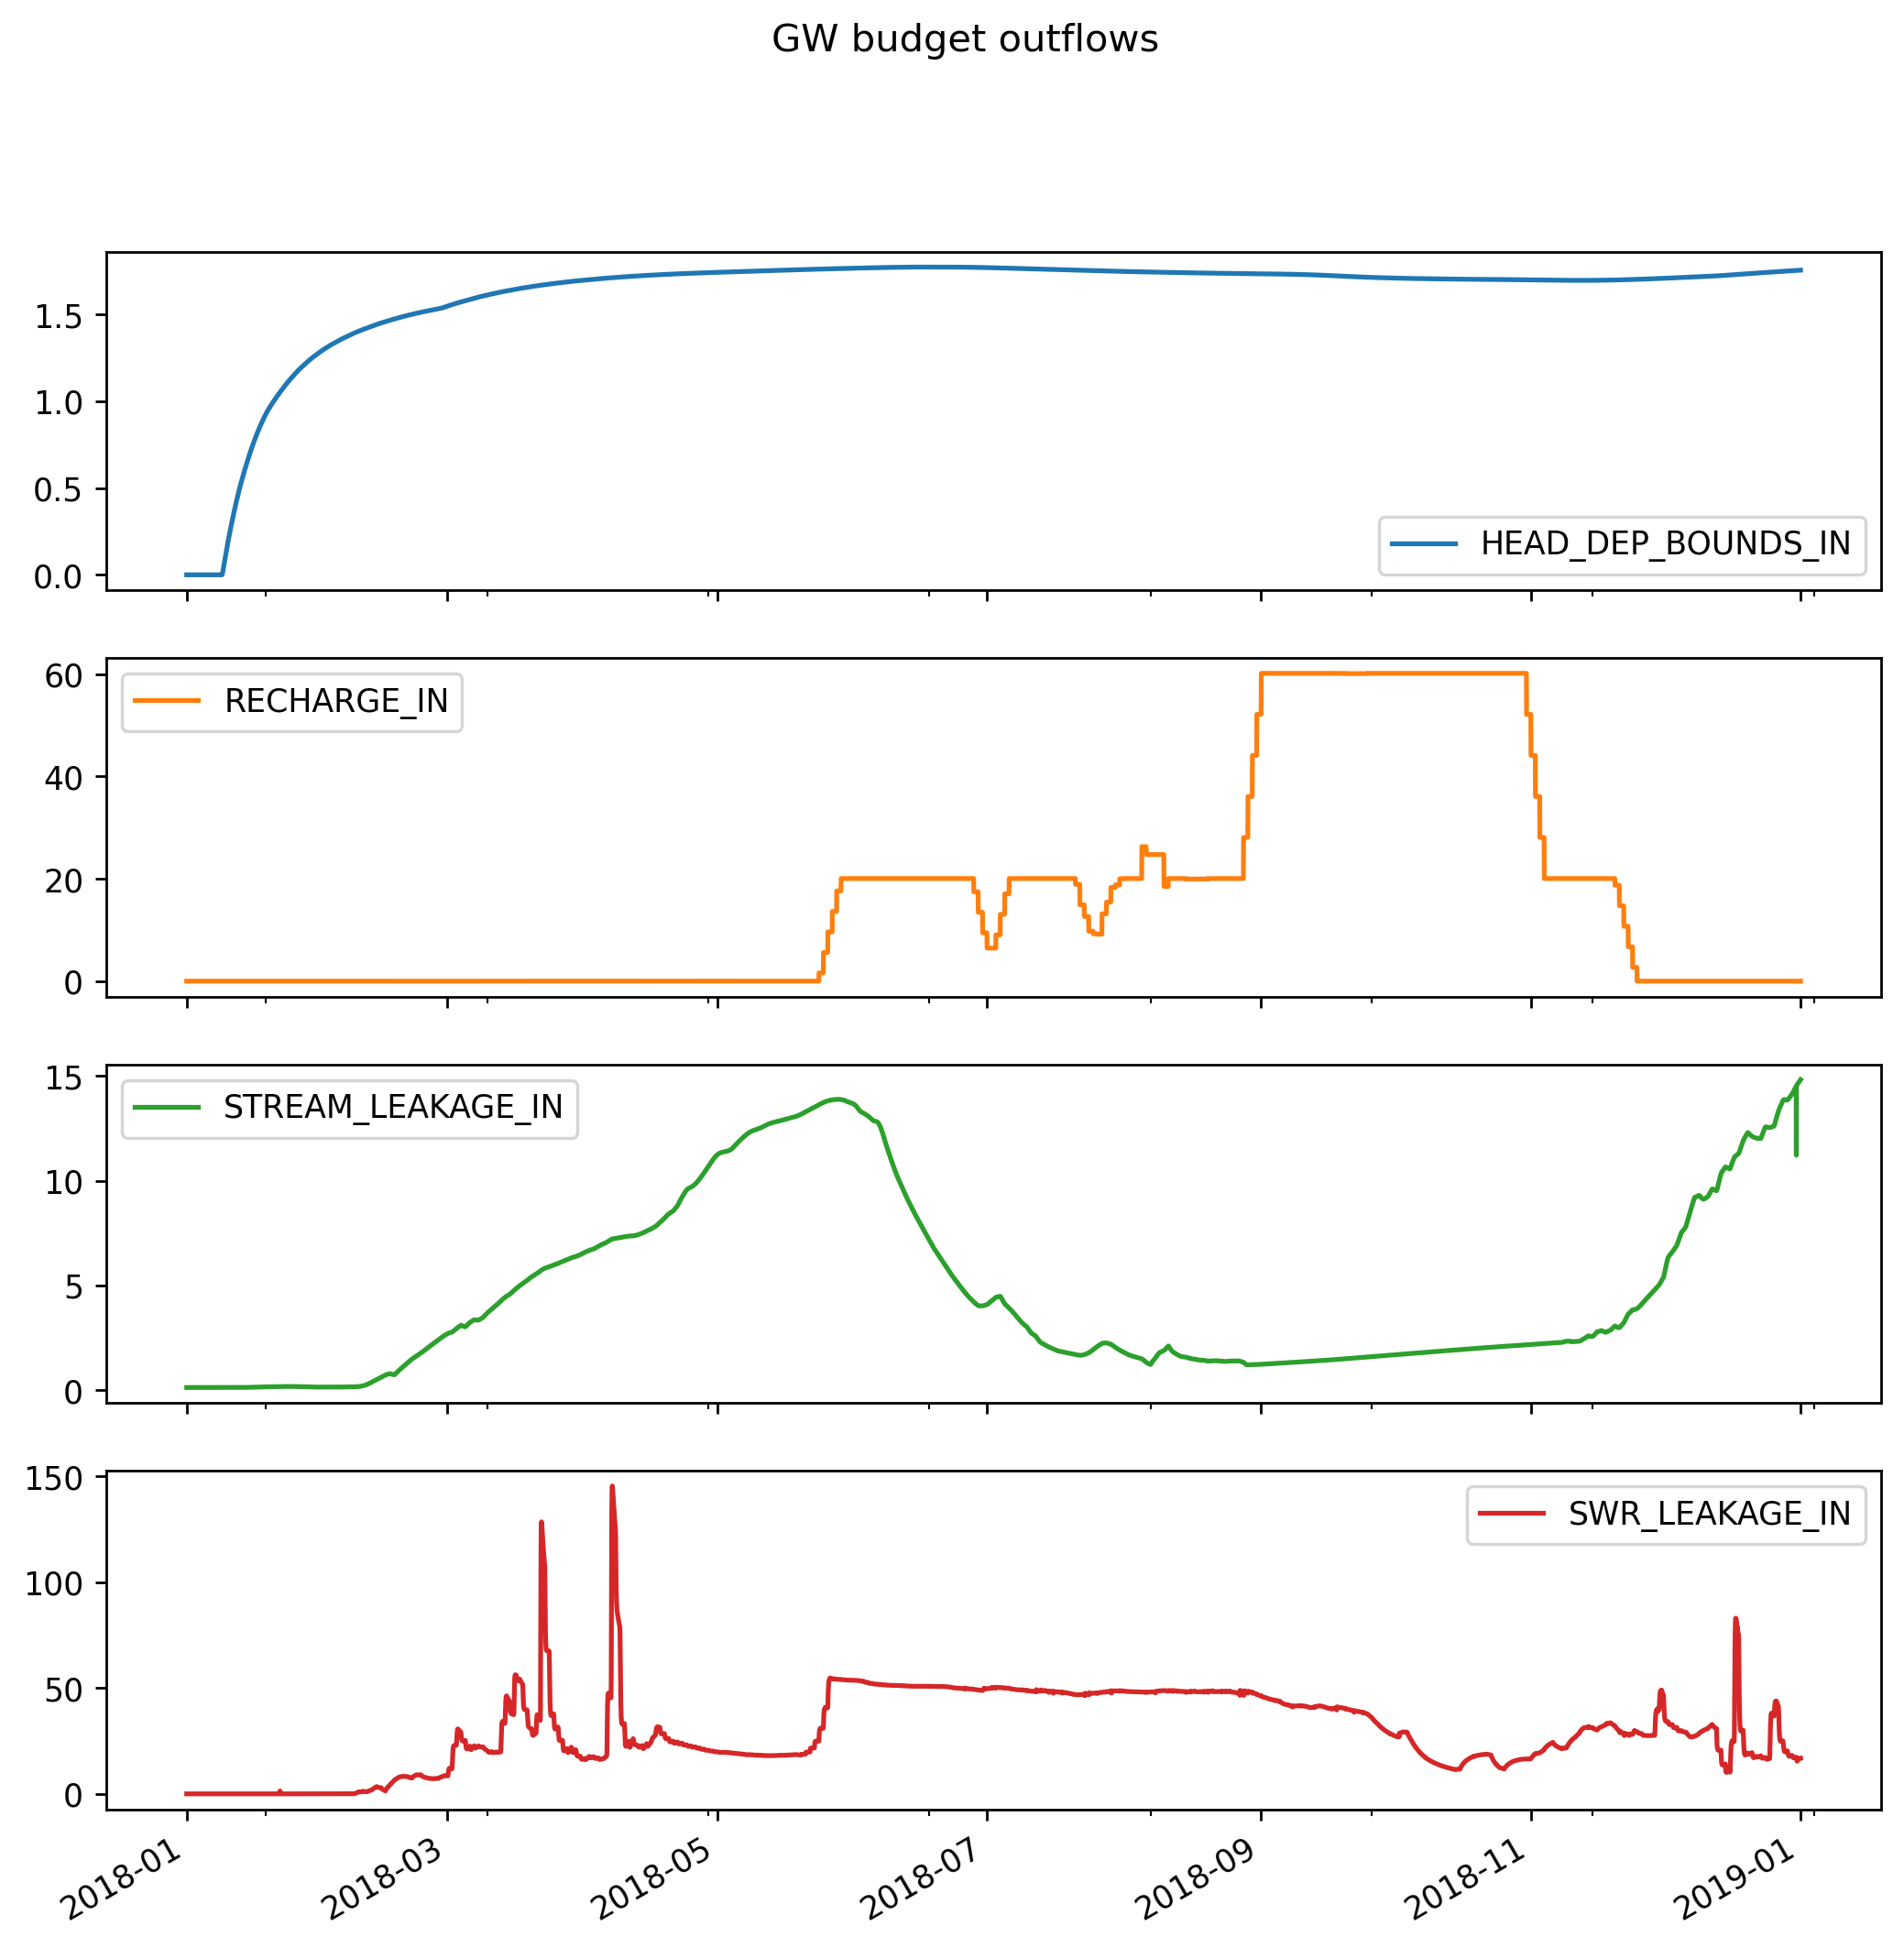 GW budget outflows
1.5
1.0
0.5
0.0
HEAD_DEP_BOUNDS_IN
60
40
20
0
RECHARGE_IN
15
10
5
0
STREAM_LEAKAGE_IN
150
100
50
0
SWR_LEAKAGE_IN
2018-01 2018-03 2018-05 2018-07 2018-09 2018-11 2019-01